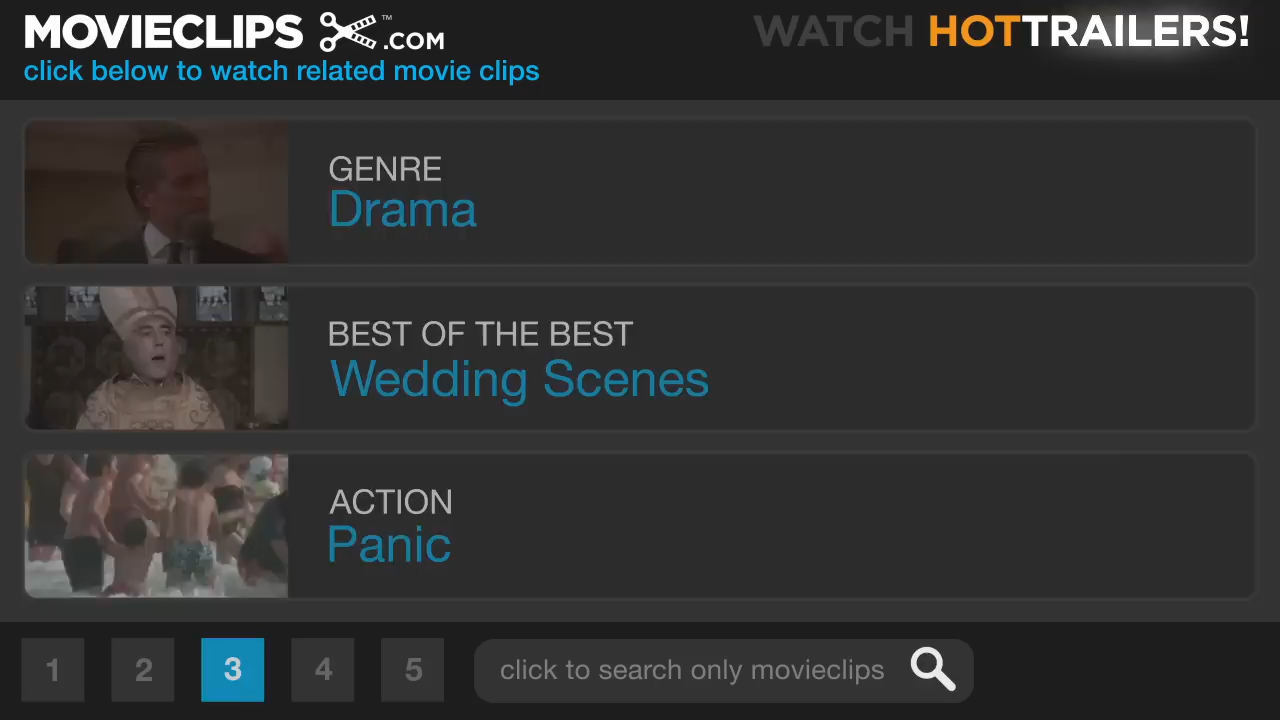 MOVIECLIPS ™ .COM
WATCH HOTTRAILERS!
click below to watch related movie clips
GENRE
Drama
BEST OF THE BEST
Wedding Scenes
ACTION
Panic
1 2 3 4 5 click to search only movieclips